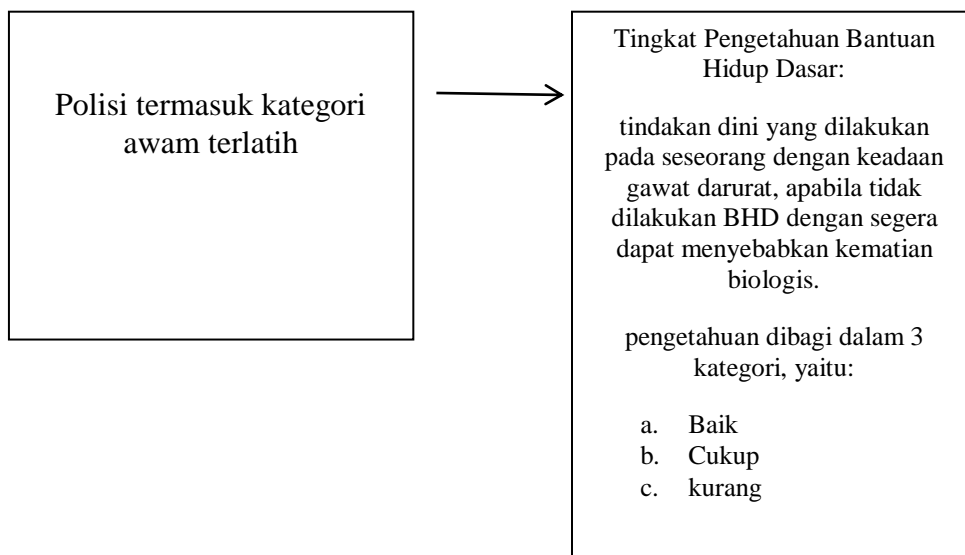 Polisi termasuk kategori
awam terlatih
Tingkat Pengetahuan Bantuan
Hidup Dasar:
tindakan dini yang dilakukan
pada seseorang dengan keadaan
gawat darurat, apabila tidak
dilakukan BHD dengan segera
dapat menyebabkan kematian
biologis.
pengetahuan dibagi dalam 3
kategori, yaitu:
a. Baik
b. Cukup
c. kurang